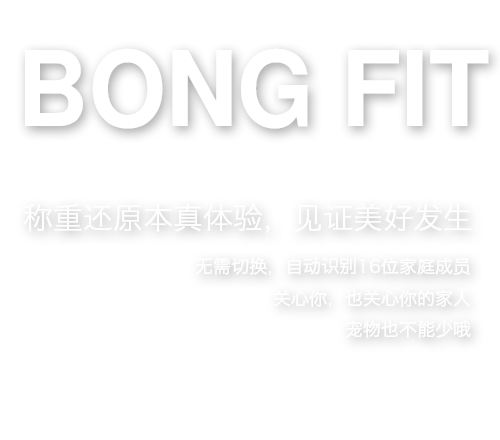 BONG FIT
称重还原本真体验，见证美好发生
无需切换，自动识别16位家庭成员
关心你，也关心你的家人
宠物也不能少哦